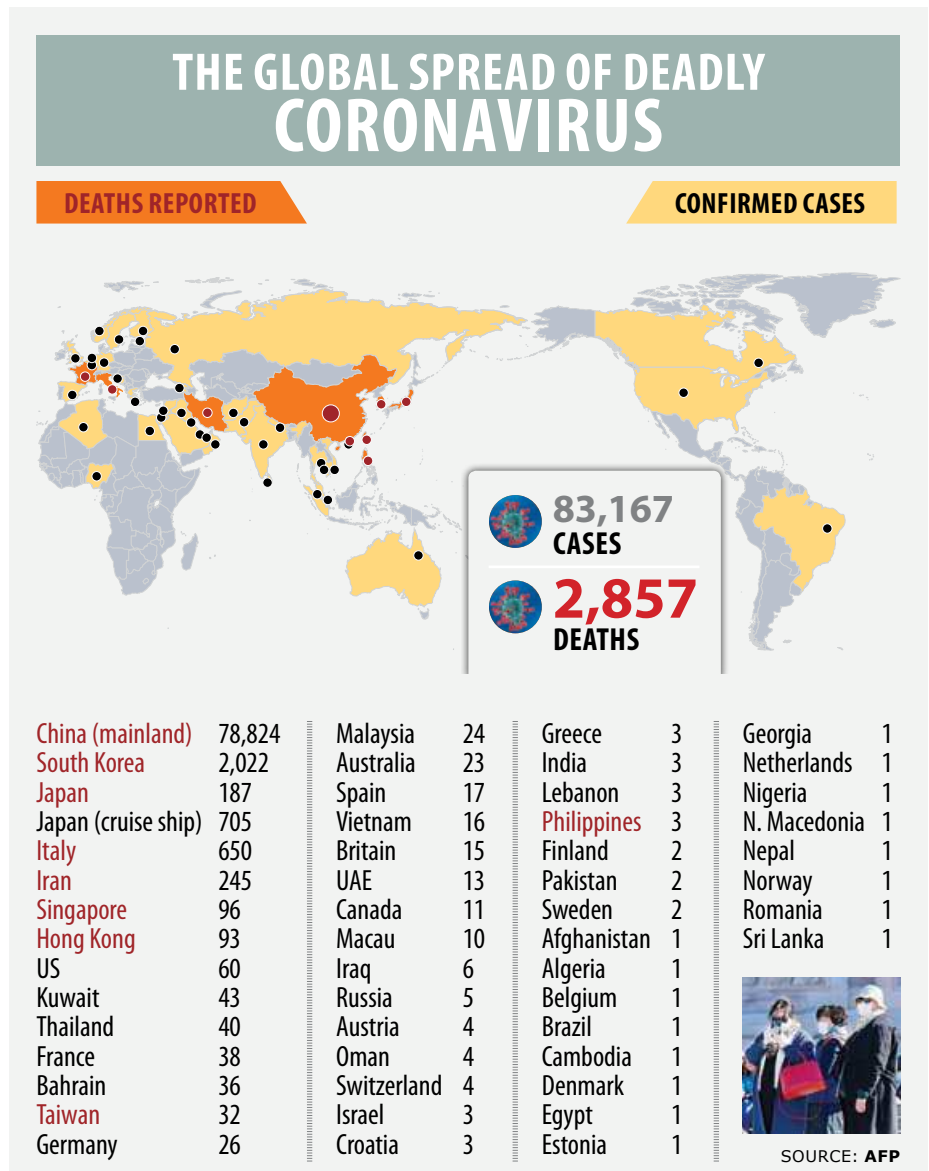 THE GLOBAL SPREAD OF DEADLY
CORONAVIRUS
DEATHS REPORTED
CONFIRMED CASES
83,167
CASES
2,857
DEATHS
China (mainland) 78,824
South Korea 2,022
Japan 187
Japan (cruise ship) 705
Italy 650
Iran 245
Singapore 96
Hong Kong 93
US 60
Kuwait 43
Thailand 40
France 38
Bahrain 36
Taiwan 32
Germany 26
Malaysia 24
Australia 23
Spain 17
Vietnam 16
Britain 15
UAE 13
Canada 11
Macau 10
Iraq 6
Russia 5
Austria 4
Oman 4
Switzerland 4
Israel 3
Croatia 3
Greece 3
India 3
Lebanon 3
Philippines 3
Finland 2
Pakistan 2
Sweden 2
Afghanistan 1
Algeria 1
Belgium 1
Brazil 1
Cambodia 1
Denmark 1
Egypt 1
Estonia 1
Georgia 1
Netherlands 1
Nigeria 1
N. Macedonia 1
Nepal 1
Norway 1
Romania 1
Sri Lanka 1
SOURCE: AFP